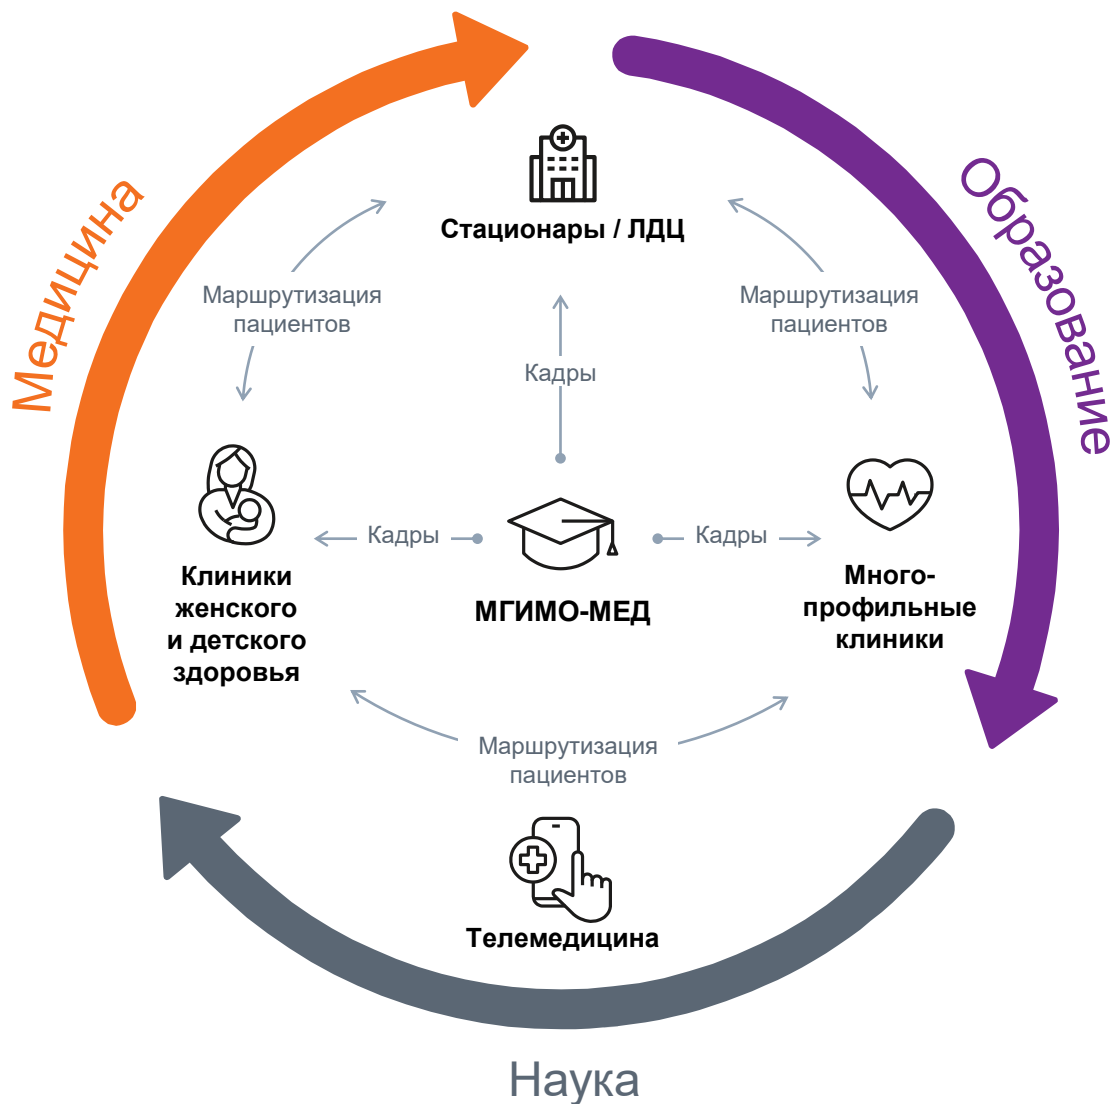 Медицина
Образование
Стационары / ЛДЦ
Маршрутизация
пациентов
Маршрутизация
пациентов
Кадры
Кадры
Кадры
Клиники
женского
и детского
здоровья
МГИМО-МЕД
Много-
профильные
клиники
Маршрутизация
пациентов
Телемедицина
Наука